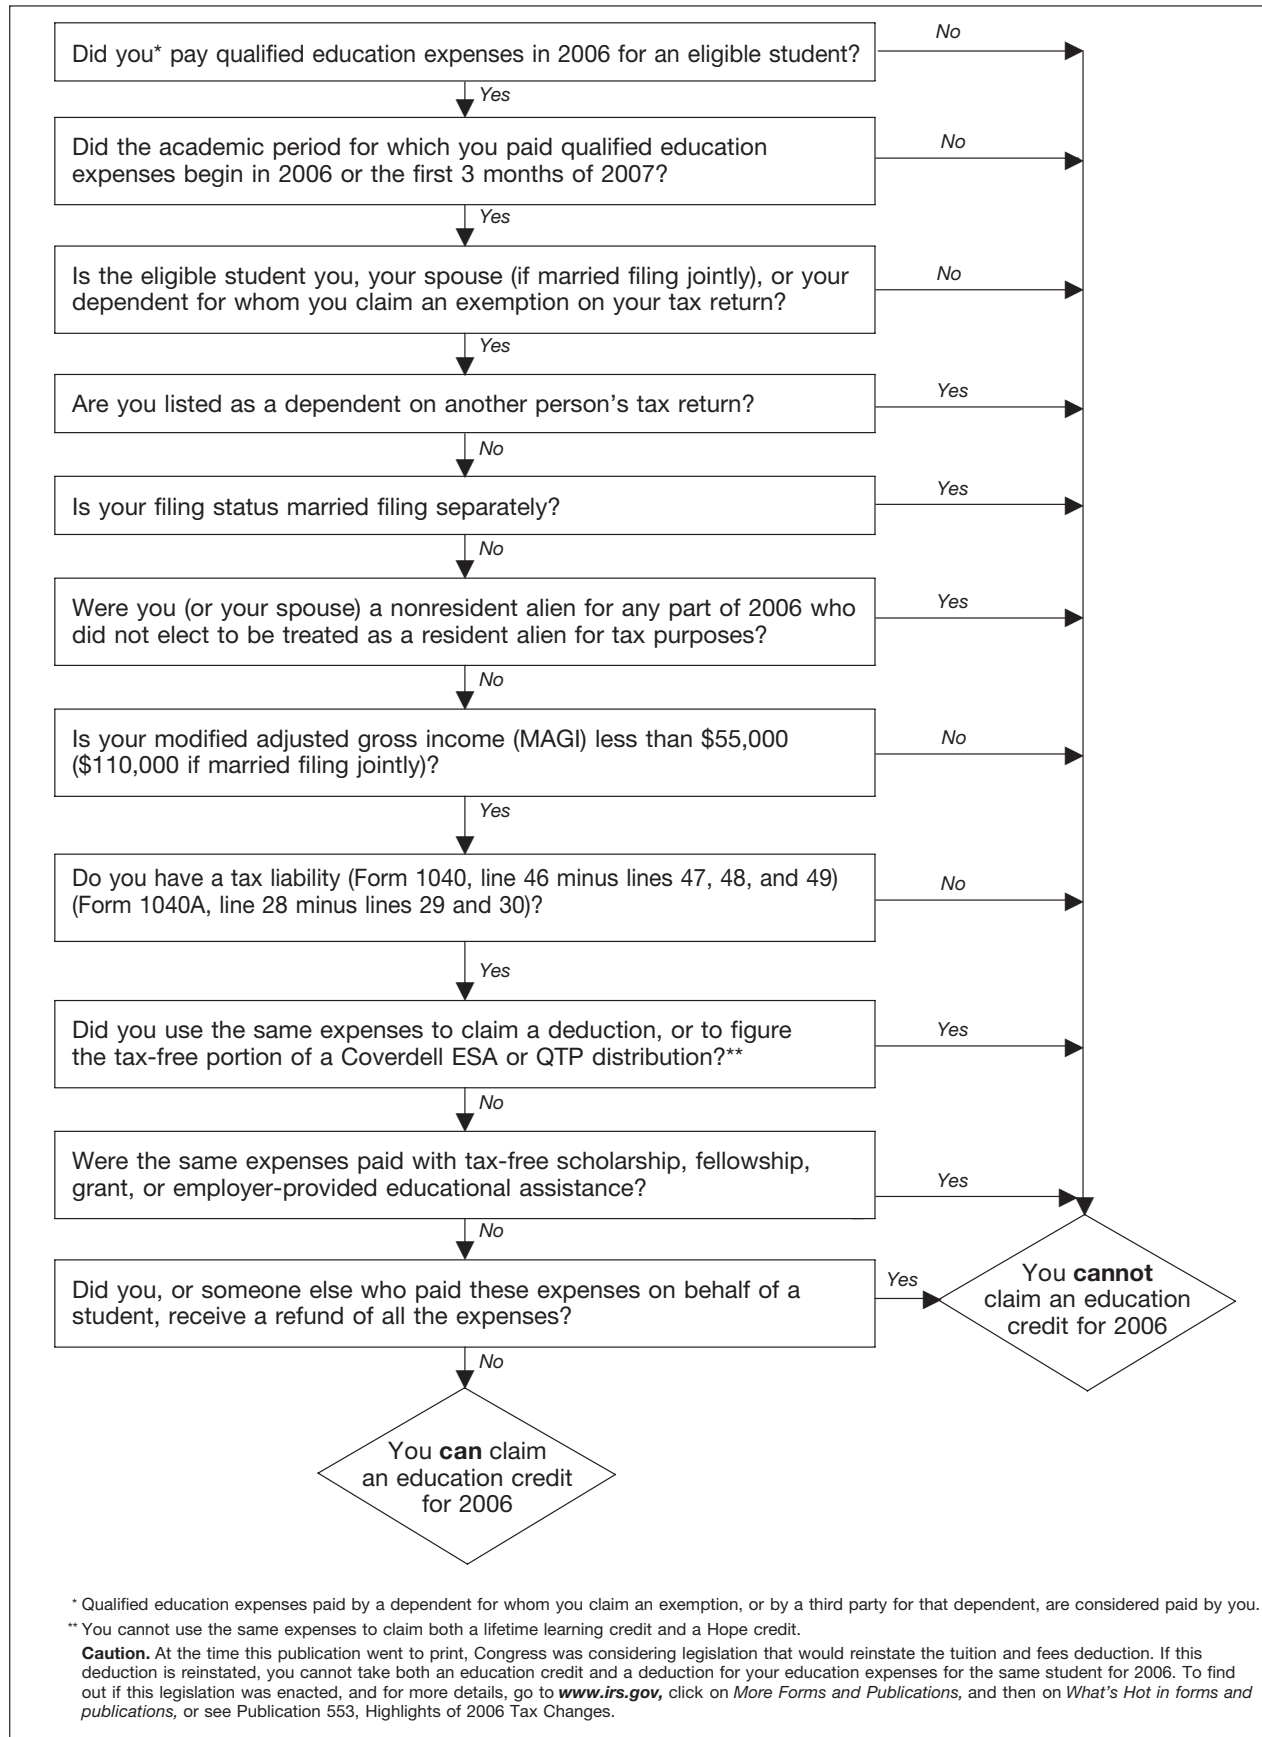 Did you* pay qualified education expenses in 2006 for an eligible student?
No
Yes
Did the academic period for which you paid qualified education
expenses begin in 2006 or the first 3 months of 2007?
No
Yes
Is the eligible student you, your spouse (if married filing jointly), or your
dependent for whom you claim an exemption on your tax return?
No
Yes
Are you listed as a dependent on another person's tax return?
Yes
No
Is your filing status married filing separately?
Yes
No
Were you (or your spouse) a nonresident alien for any part of 2006 who
did not elect to be treated as a resident alien for tax purposes?
Yes
No
Is your modified adjusted gross income (MAGI) less than $55,000
($110,000 if married filing jointly)?
No
Yes
Do you have a tax liability (Form 1040, line 46 minus lines 47, 48, and 49)
(Form 1040A, line 28 minus lines 29 and 30)?
No
Yes
Did you use the same expenses to claim a deduction, or to figure
the tax-free portion of a Coverdell ESA or QTP distribution?**
Yes
No
Were the same expenses paid with tax-free scholarship, fellowship,
grant, or employer-provided educational assistance?
Yes
No
Did you, or someone else who paid these expenses on behalf of a
student, receive a refund of all the expenses?
Yes
You cannot
claim an education
credit for 2006
No
You can claim
an education credit
for 2006
* Qualified education expenses paid by a dependent for whom you claim an exemption, or by a third party for that dependent, are considered paid by you.
** You cannot use the same expenses to claim both a lifetime learning credit and a Hope credit.
Caution. At the time this publication went to print, Congress was considering legislation that would reinstate the tuition and fees deduction. If this
deduction is reinstated, you cannot take both an education credit and a deduction for your education expenses for the same student for 2006. To find
out if this legislation was enacted, and for more details, go to www.irs.gov, click on More Forms and Publications, and then on What's Hot in forms and
publications, or see Publication 553, Highlights of 2006 Tax Changes.